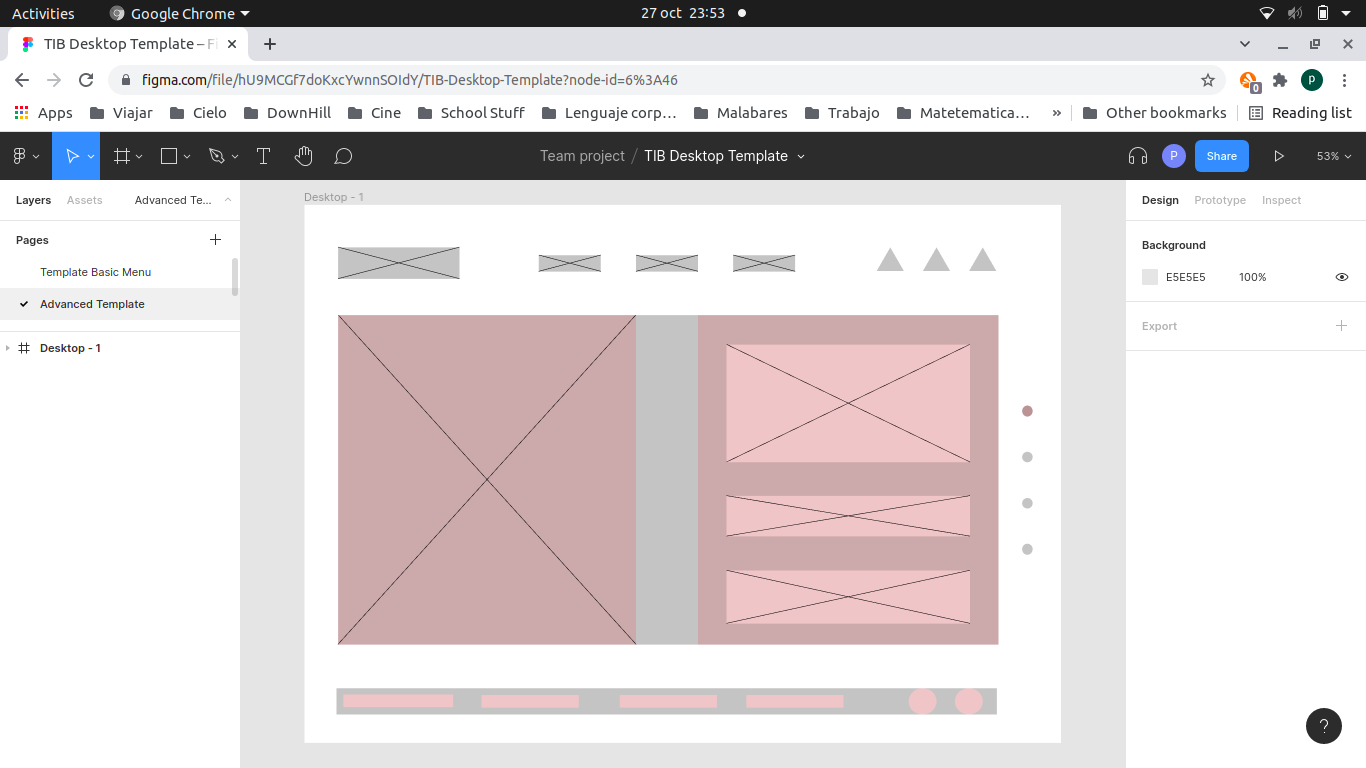 Activities Google Chrome 27 oct 23:53
TIB Desktop Template – Fi
figma.com/file/hU9MCGf7doKxcYwnnSOIdY/TIB-Desktop-Template?node-id=6%3A46 0 P
Apps Viajar Cielo DownHill Cine School Stuff Lenguaje corp… Malabares Trabajo Matetematica… » Other bookmarks Reading list
T Team project / TIB Desktop Template P Share 53%
Layers Assets Advanced Te... Desktop - 1 Design Prototype Inspect
Pages Background
Template Basic Menu E5E5E5 100%
Advanced Template Export
Desktop - 1
?